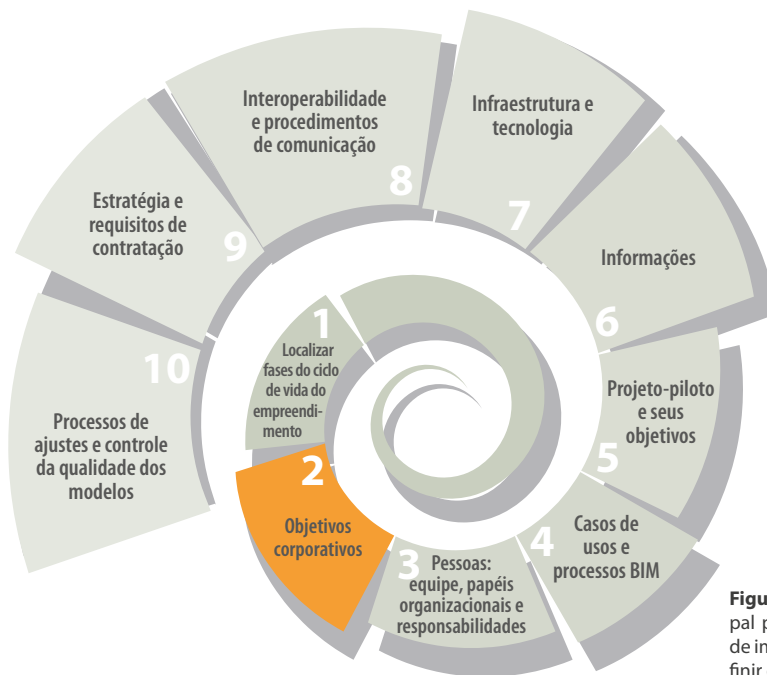 1
Localizar
fases do ciclo
de vida do
empreendi-
mento
2
Objetivos
corporativos
3
Pessoas:
equipe, papéis
organizacionais e
responsabilidades
4
Casos de
usos e
processos BIM
5
Projeto-piloto
e seus
objetivos
6
Informações
7
Infraestrutura e
tecnologia
8
Interoperabilidade
e procedimentos
de comunicação
9
Estratégia e
requisitos de
contratação
10
Processos de
ajustes e controle
da qualidade dos
modelos
Figu
pal p
de in
finir